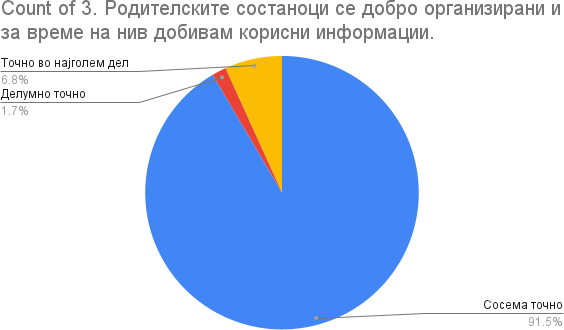 Count of 3. Родителските состаноци се добро организирани и
за време на нив добивам корисни информации.
Точно во најголем дел
6.8%
Делумно точно
1.7%
Сосема точно
91.5%